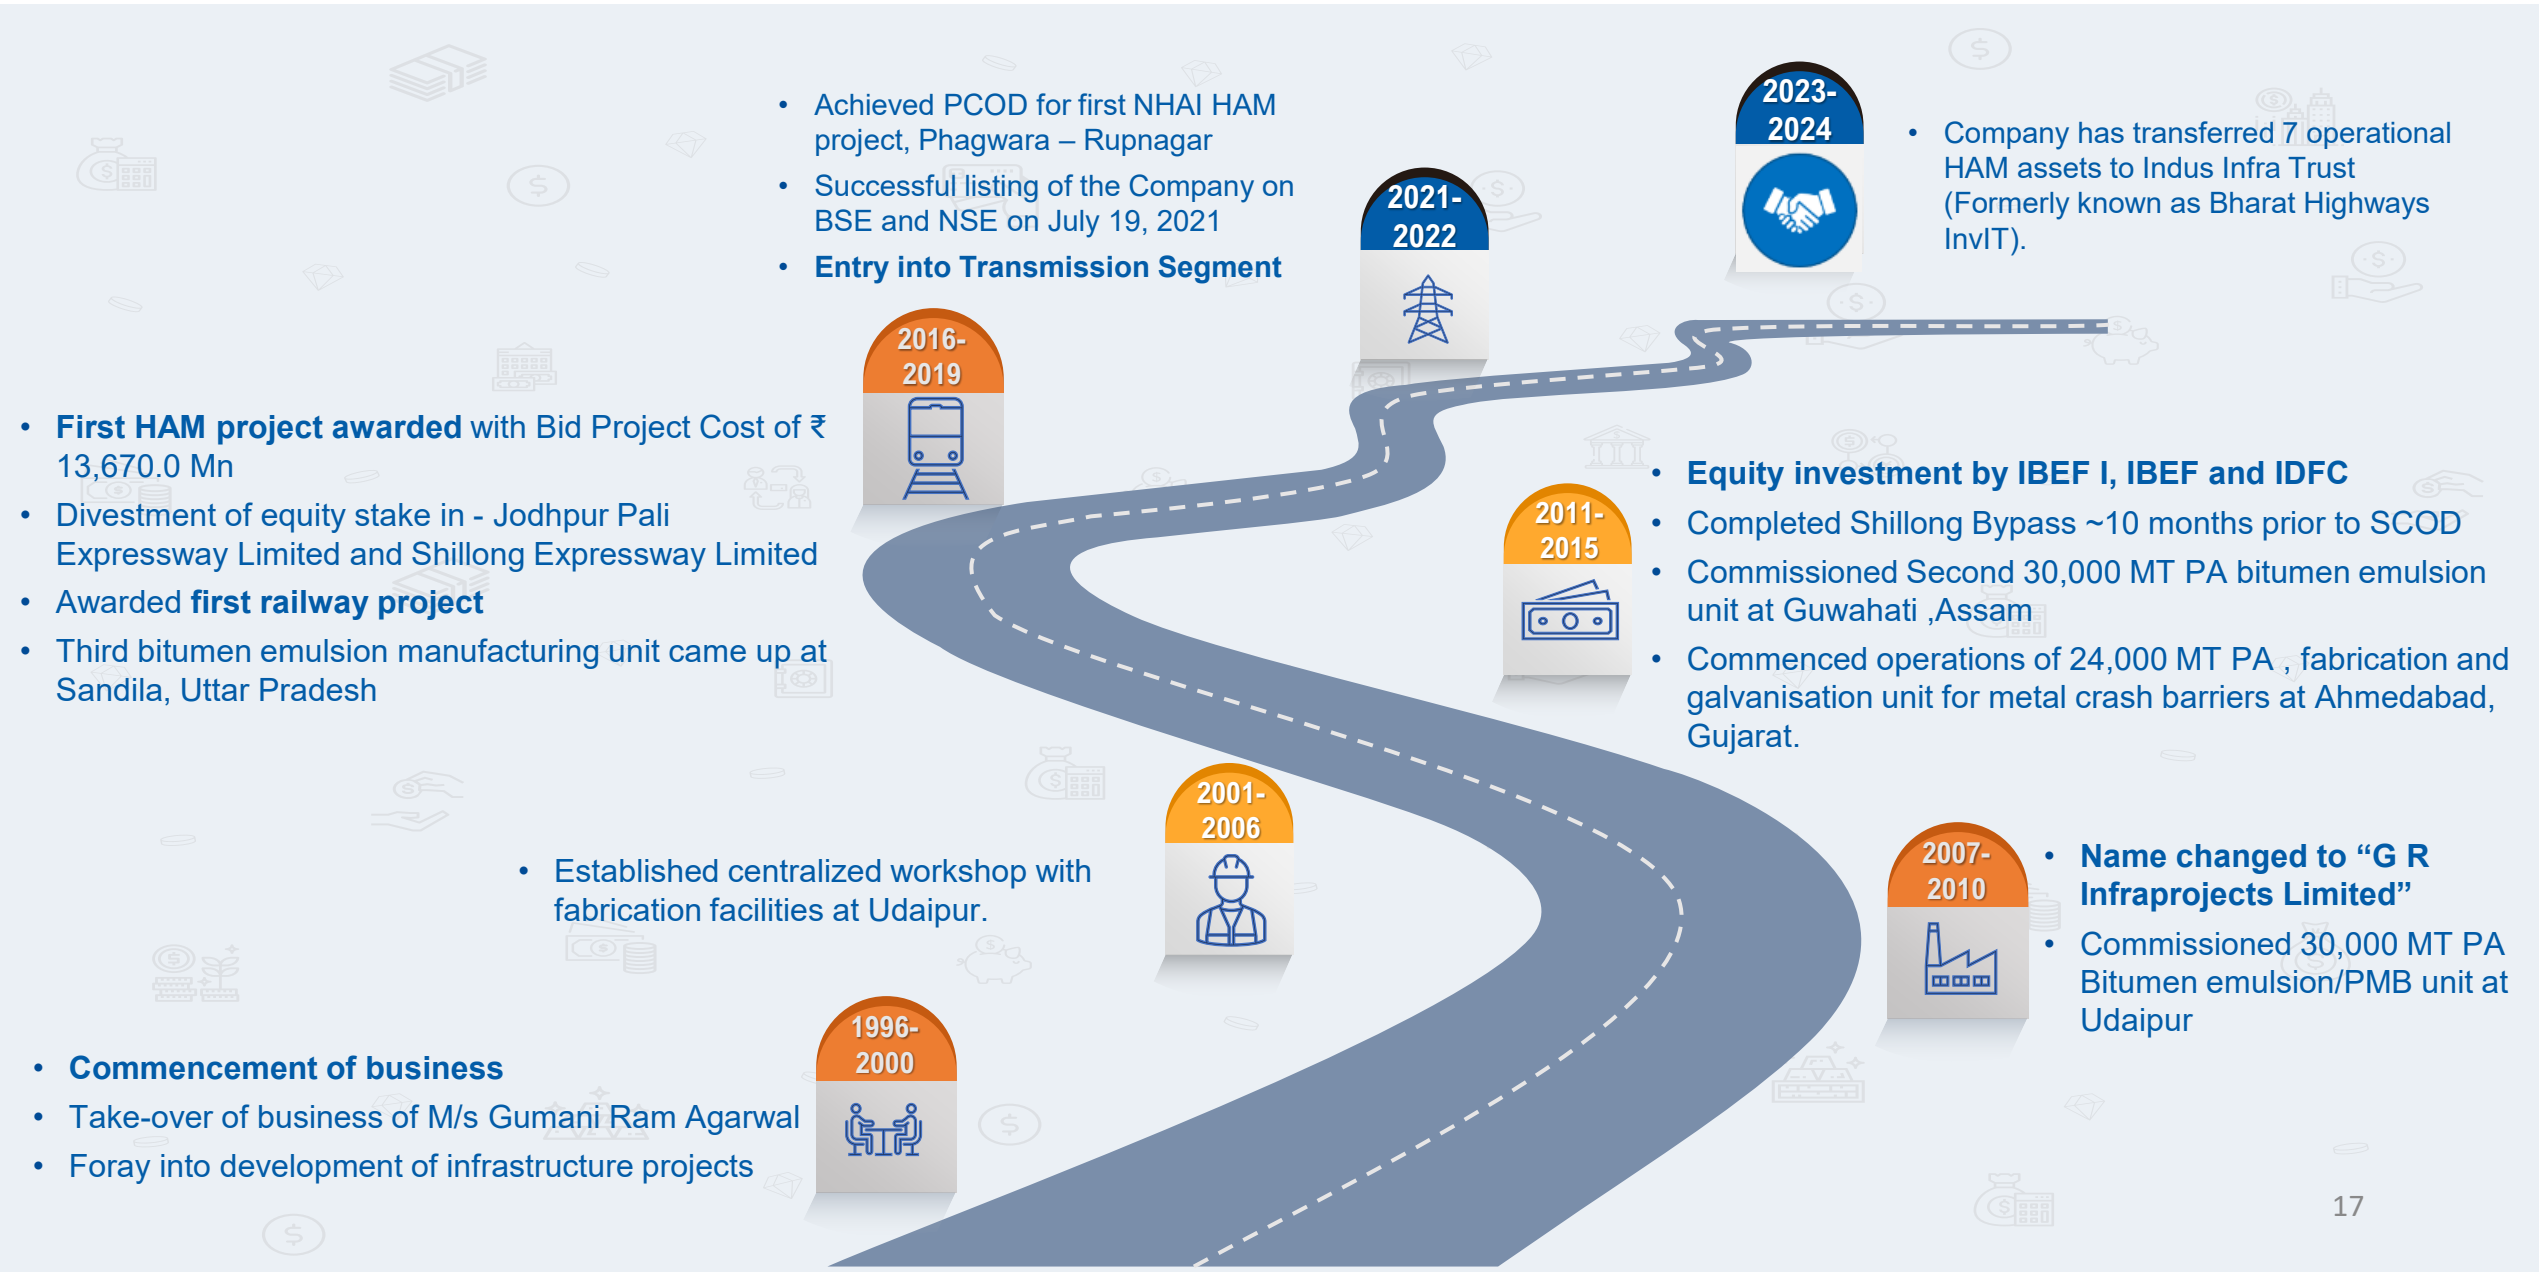 • Achieved PCOD for first NHAI HAM
project, Phagwara – Rupnagar
• Successful listing of the Company on
BSE and NSE on July 19, 2021
• Entry into Transmission Segment
2021-
2022
2023-
2024
• Company has transferred 7 operational
HAM assets to Indus Infra Trust
(Formerly known as Bharat Highways
InvIT).
2016-
2019
• First HAM project awarded with Bid Project Cost of ₹
13,670.0 Mn
• Divestment of equity stake in - Jodhpur Pali
Expressway Limited and Shillong Expressway Limited
• Awarded first railway project
• Third bitumen emulsion manufacturing unit came up at
Sandila, Uttar Pradesh
2011-
2015
• Equity investment by IBEF I, IBEF and IDFC
• Completed Shillong Bypass ~10 months prior to SCOD
• Commissioned Second 30,000 MT PA bitumen emulsion
unit at Guwahati ,Assam
• Commenced operations of 24,000 MT PA , fabrication and
galvanisation unit for metal crash barriers at Ahmedabad,
Gujarat.
2001-
2006
• Established centralized workshop with
fabrication facilities at Udaipur.
2007-
2010
• Name changed to “G R
Infraprojects Limited”
• Commissioned 30,000 MT PA
Bitumen emulsion/PMB unit at
Udaipur
1996-
2000
• Commencement of business
• Take-over of business of M/s Gumani Ram Agarwal
• Foray into development of infrastructure projects
17